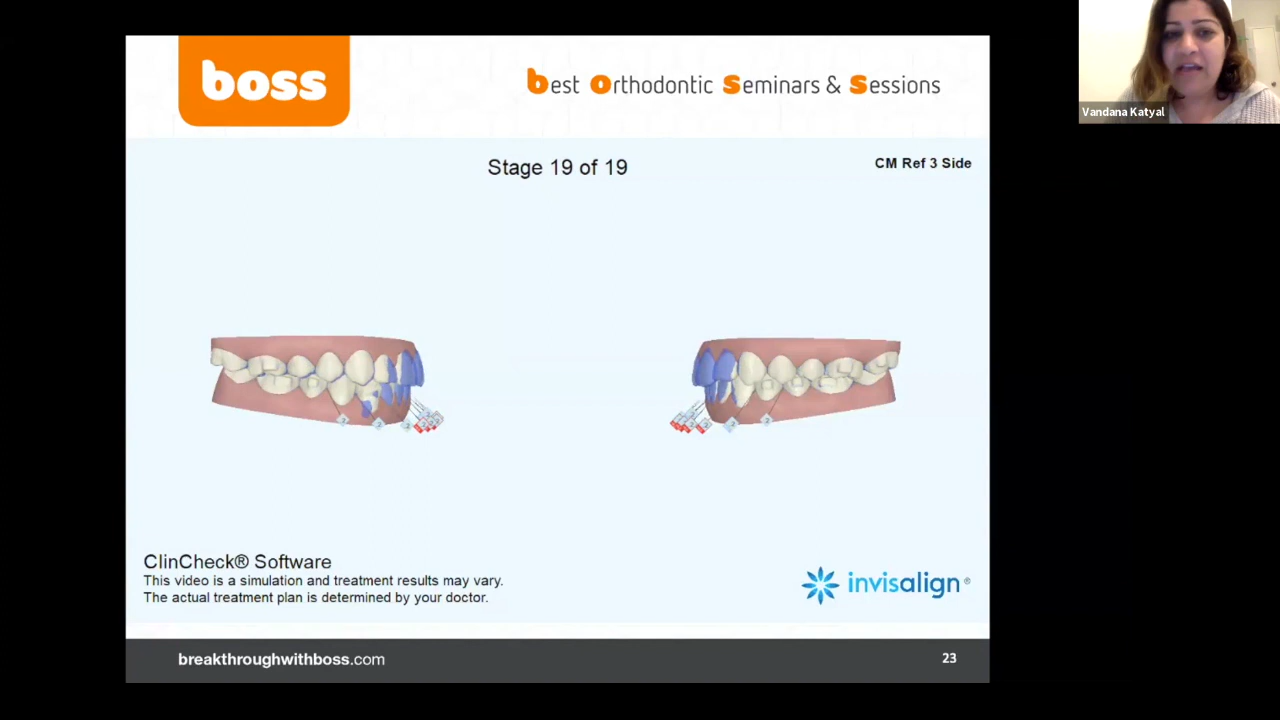 boss
best Orthodontic Seminars & Sessions
Vandana Katyal
Stage 19 of 19
CM Ref 3 Side
ClinCheck® Software
This video is a simulation and treatment results may vary.
The actual treatment plan is determined by your doctor.
invisalign®
breakthroughwithboss.com
23